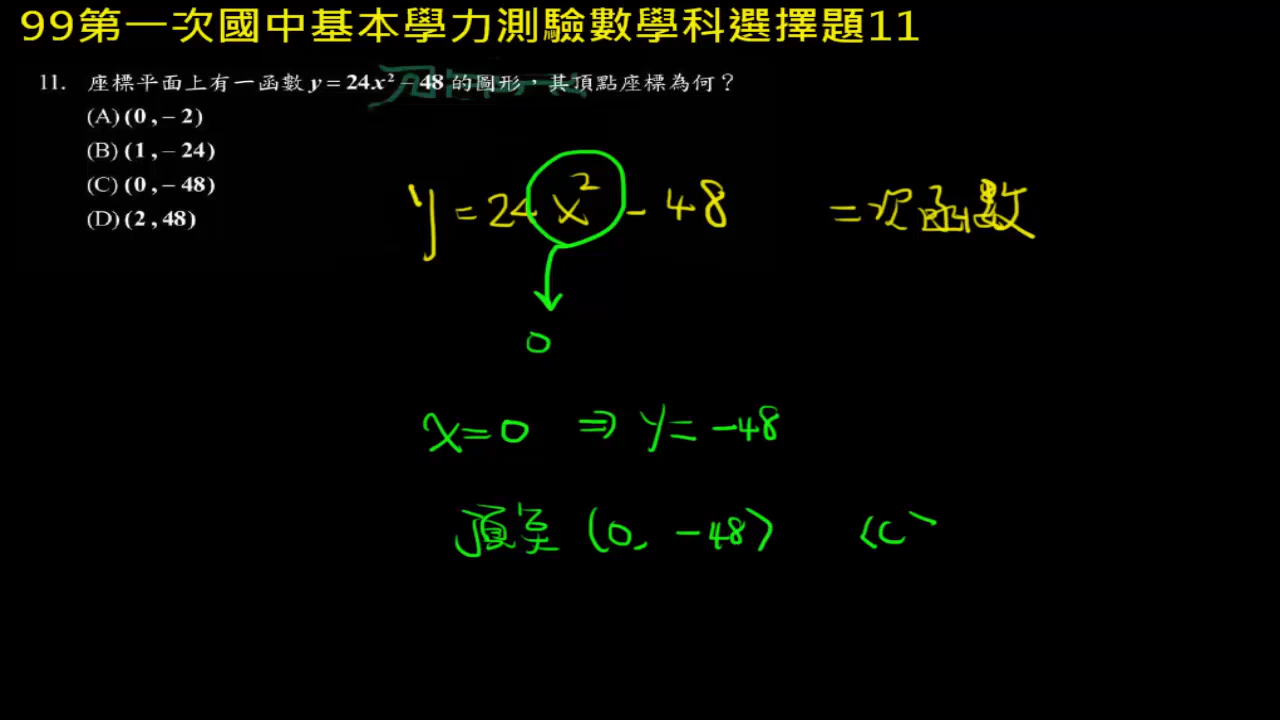 99第一次國中基本學力測驗數學科選擇題11
11. 座標平面上有一函數 y = 24x² − 48 的圖形，其頂點座標為何？
(A) (0 , − 2)
(B) (1 , − 24)
(C) (0 , − 48)
(D) (2 , 48)
y = 24x² − 48 二次函數
0
x = 0 ⇒ y = −48
頂点 (0, −48) (C)